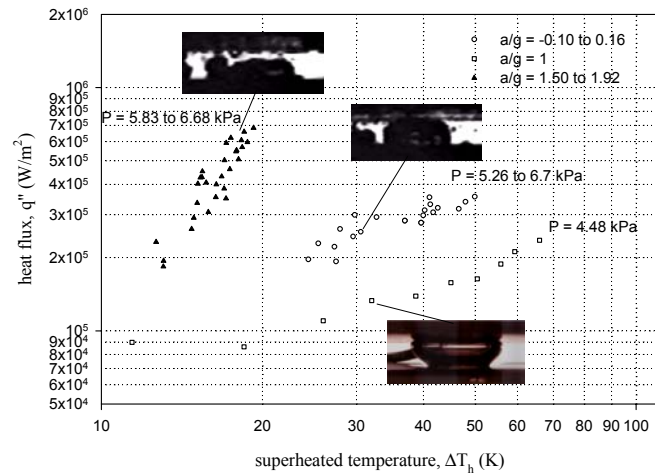 a/g = -0.10 to 0.16
a/g = 1
a/g = 1.50 to 1.92
P = 5.83 to 6.68 kPa
P = 5.26 to 6.7 kPa
P = 4.48 kPa
heat flux, q" (W/m²)
2x10⁶
10⁶
9x10⁵
8x10⁵
7x10⁵
6x10⁵
5x10⁵
4x10⁵
3x10⁵
2x10⁵
10⁵
9x10⁴
8x10⁴
7x10⁴
6x10⁴
5x10⁴
10 20 30 40 50 60 70 80 100
superheated temperature, ΔT_h (K)